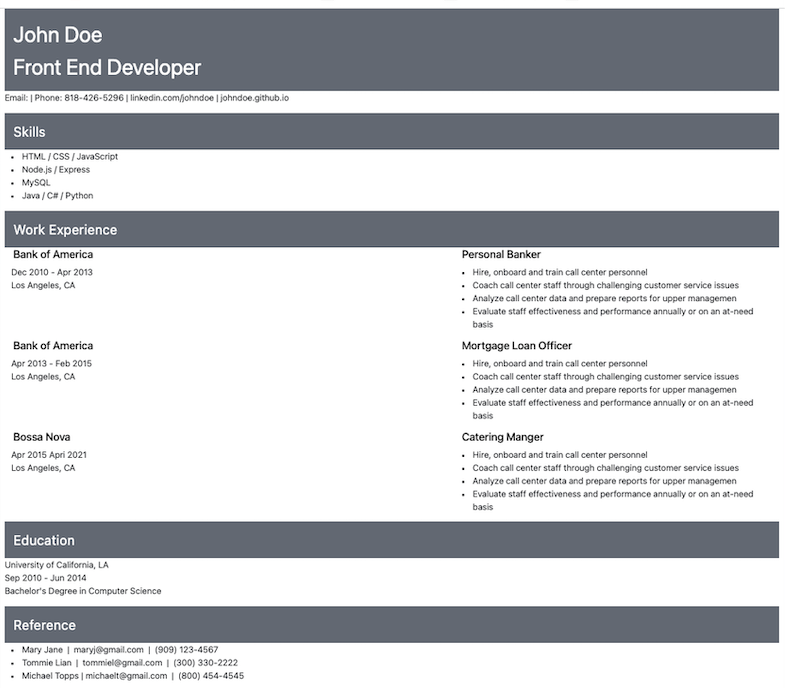 John Doe
Front End Developer
Email: | Phone: 818-426-5296 | linkedin.com/johndoe | johndoe.github.io
Skills
• HTML / CSS / JavaScript
• Node.js / Express
• MySQL
• Java / C# / Python
Work Experience
Bank of America
Dec 2010 - Apr 2013
Los Angeles, CA
Personal Banker
• Hire, onboard and train call center personnel
• Coach call center staff through challenging customer service issues
• Analyze call center data and prepare reports for upper managemen
• Evaluate staff effectiveness and performance annually or on an at-need
basis
Bank of America
Apr 2013 - Feb 2015
Los Angeles, CA
Mortgage Loan Officer
• Hire, onboard and train call center personnel
• Coach call center staff through challenging customer service issues
• Analyze call center data and prepare reports for upper managemen
• Evaluate staff effectiveness and performance annually or on an at-need
basis
Bossa Nova
Apr 2015 Apri 2021
Los Angeles, CA
Catering Manger
• Hire, onboard and train call center personnel
• Coach call center staff through challenging customer service issues
• Analyze call center data and prepare reports for upper managemen
• Evaluate staff effectiveness and performance annually or on an at-need
basis
Education
University of California, LA
Sep 2010 - Jun 2014
Bachelor's Degree in Computer Science
Reference
• Mary Jane | maryj@gmail.com | (909) 123-4567
• Tommie Lian | tommiel@gmail.com | (300) 330-2222
• Michael Topps | michaelt@gmail.com | (800) 454-4545